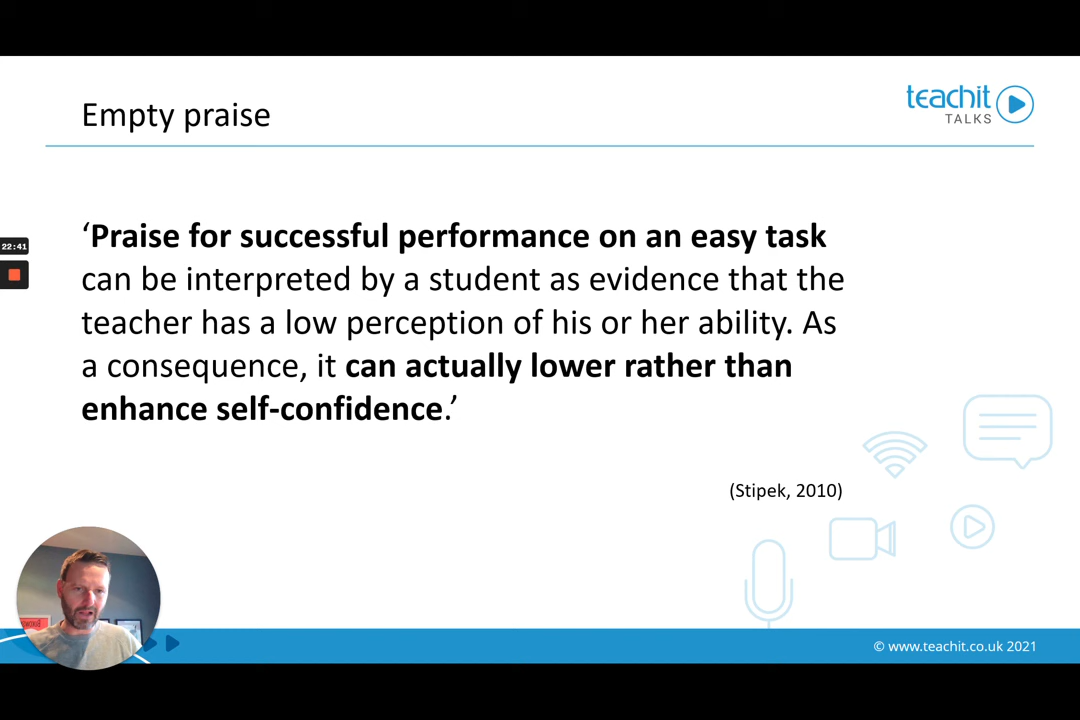 Empty praise
teachit
TALKS
‘Praise for successful performance on an easy task
can be interpreted by a student as evidence that the
teacher has a low perception of his or her ability. As
a consequence, it can actually lower rather than
enhance self-confidence.’
22:41
(Stipek, 2010)
© www.teachit.co.uk 2021